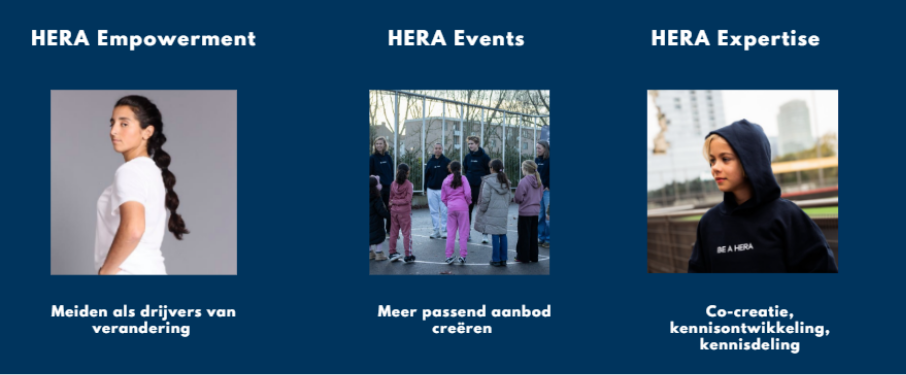 HERA Empowerment
HERA Events
HERA Expertise
BE A HERA
Meiden als drijvers van
verandering
Meer passend aanbod
creëren
Co-creatie,
kennisontwikkeling,
kennisdeling